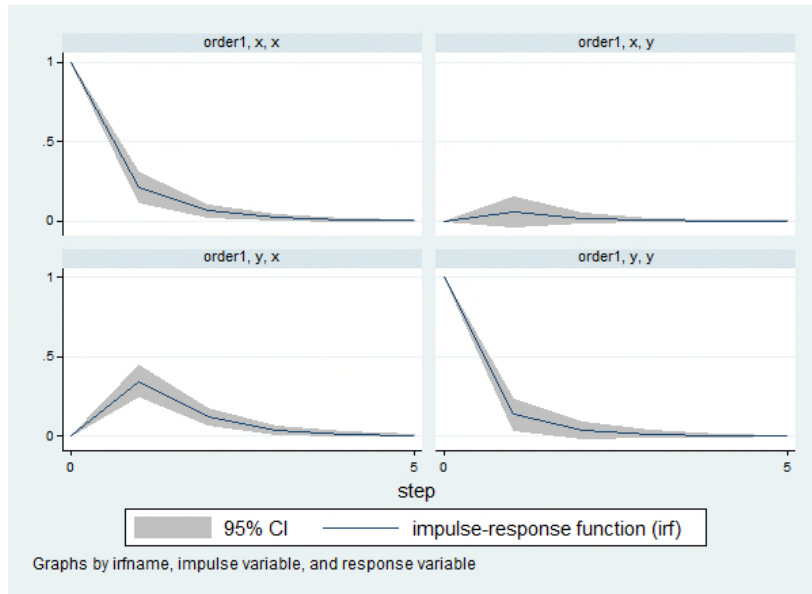 order1, x, x
order1, x, y
1
.5
0
order1, y, x
order1, y, y
1
.5
0
0 5 0 5
step
95% CI impulse-response function (irf)
Graphs by irfname, impulse variable, and response variable